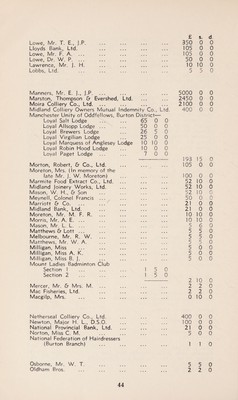 £ s. d.
Lowe, Mr. T. E., J.P. ... 350 0 0
Lloyds Bank, Ltd. ... 105 0 0
Lowe, Mr. F. A. ... 105 0 0
Lowe, Dr. W. P. ... 50 0 0
Lawrence, Mr. J. H. ... 10 10 0
Lobbs, Ltd. ... 5 5 0
Manners, Mr. E. J., J.P. ... 5000 0 0
Marston, Thompson & Evershed, Ltd. ... 2450 0 0
Moira Colliery Co., Ltd. ... 2100 0 0
Midland Colliery Owners Mutual Indemnity Co., Ltd. 400 0 0
Manchester Unity of Oddfellows, Burton District—
Loyal Salt Lodge ... 65 0 0
Loyal Allsopp Lodge ... 50 0 0
Loyal Brewers Lodge ... 26 5 0
Loyal Virgilian Lodge ... 25 0 0
Loyal Marquess of Anglesey Lodge 10 10 0
Loyal Robin Hood Lodge ... 10 0 0
Loyal Paget Lodge ... 7 0 0
193 15 0
Morton, Robert, & Co., Ltd. ... 105 0 0
Moreton, Mrs. (In memory of the
late Mr. J. W. Moreton) ... 100 0 0
Marmite Food Extract Co., Ltd. ... 52 10 0
Midland Joinery Works, Ltd. ... 52 10 0
Mason, W. H., & Son ... 52 10 0
Meynell, Colonel Francis ... 50 0 0
Marriott & Co. ... 21 0 0
Midland Bank, Ltd. ... 21 0 0
Moreton, Mr. M. F. R. ... 10 10 0
Morris, Mr. A. E. ... 10 10 0
Mason, Mr. L. L. ... 5 5 0
Matthews & Lott ... 5 5 0
Melbourne, Mr. R. W. ... 5 5 0
Matthews, Mr. W. A. ... 5 5 0
Milligan, Miss ... 5 0 0
Milligan, Miss A. K. ... 5 0 0
Milligan, Miss B. J. ... 5 0 0
Mount Ladies Badminton Club
Section 1 ... 1 5 0
Section 2 ... 1 5 0
2 10 0
Mercer, Mr. & Mrs. M. ... 2 2 0
Mac Fisheries, Ltd. ... 2 2 0
Macgilp, Mrs. ... 0 10 0
Netherseal Colliery Co., Ltd. ... 400 0 0
Newton, Major H. L., D.S.O. ... 100 0 0
National Provincial Bank, Ltd. ... 21 0 0
Norton, Miss C. M. ... 5 0 0
National Federation of Hairdressers
(Burton Branch) ... 1 1 0
Osborne, Mr. W. T. ... 5 5 0
Oldham Bros. ... 2 2 0
44